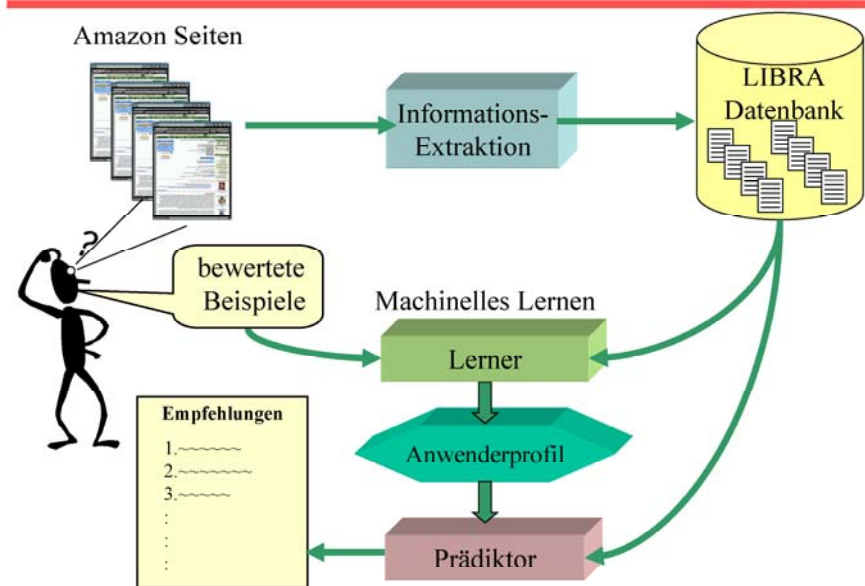 Amazon Seiten
Informations-
Extraktion
LIBRA
Datenbank
?
bewertete
Beispiele
Machinelles Lernen
Lerner
Anwenderprofil
Prädiktor
Empfehlungen
1.~~~~~~
2.~~~~~~~
3.~~~~~
:
:
: